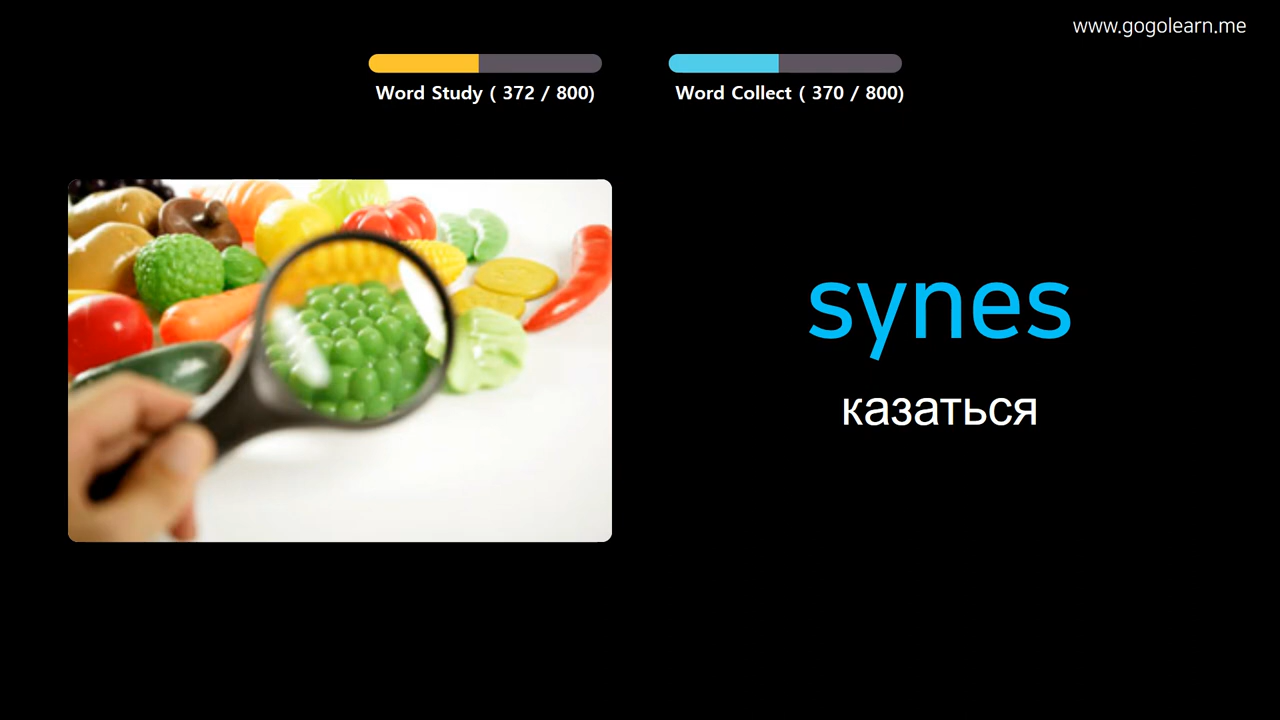 www.gogolearn.me
Word Study ( 372 / 800)
Word Collect ( 370 / 800)
synes
казаться